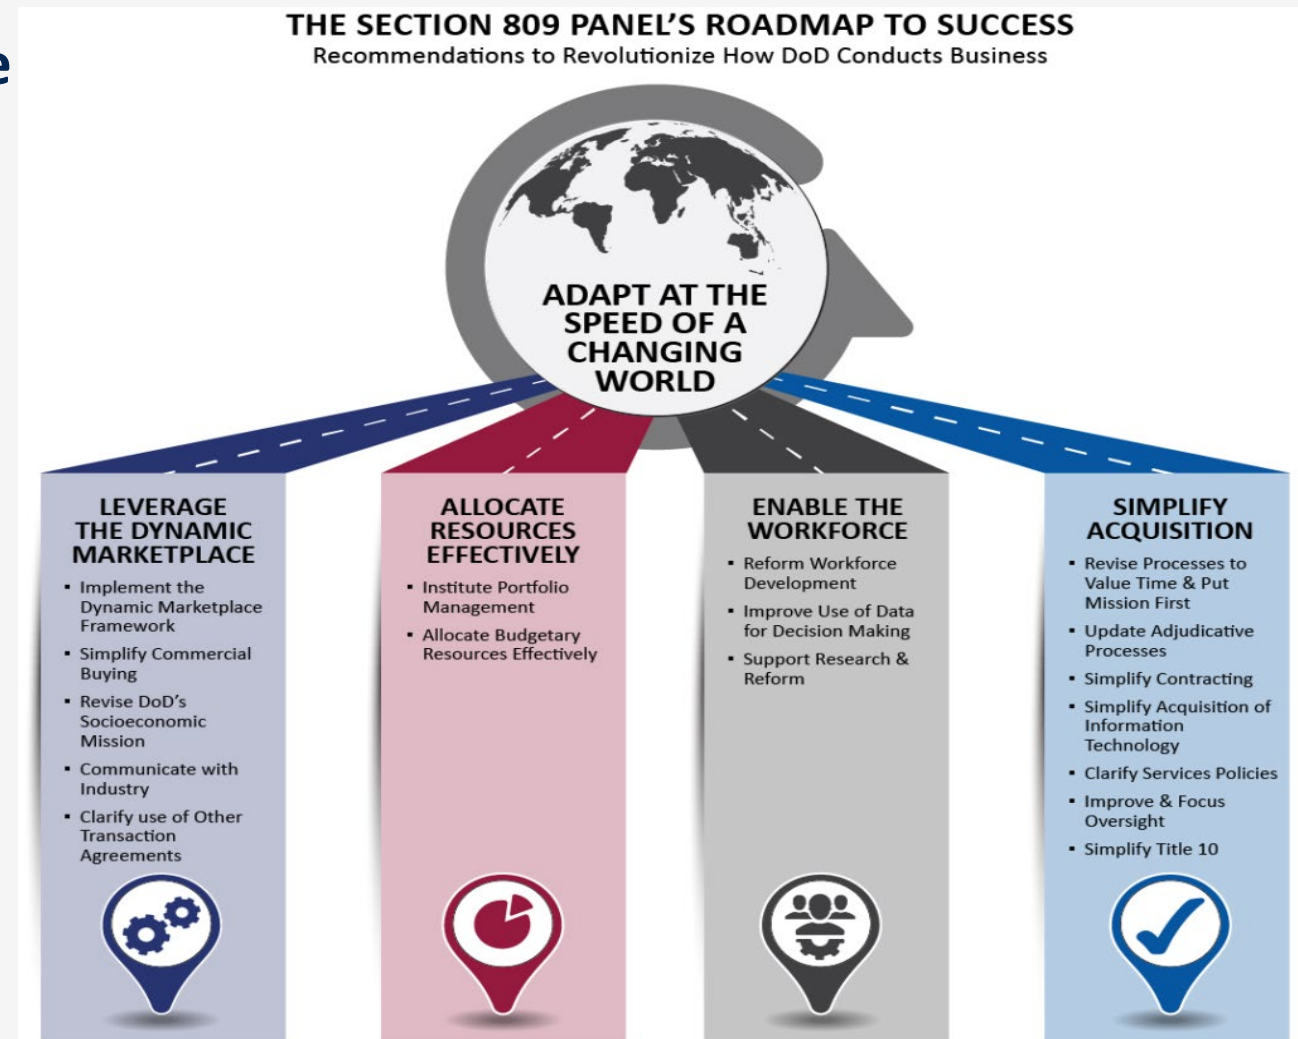 THE SECTION 809 PANEL'S ROADMAP TO SUCCESS
Recommendations to Revolutionize How DoD Conducts Business
e
ADAPT AT THE
SPEED OF A
CHANGING
WORLD
LEVERAGE
THE DYNAMIC
MARKETPLACE
▪ Implement the
Dynamic Marketplace
Framework
▪ Simplify Commercial
Buying
▪ Revise DoD's
Socioeconomic
Mission
▪ Communicate with
Industry
▪ Clarify use of Other
Transaction
Agreements
ALLOCATE
RESOURCES
EFFECTIVELY
▪ Institute Portfolio
Management
▪ Allocate Budgetary
Resources Effectively
ENABLE THE
WORKFORCE
▪ Reform Workforce
Development
▪ Improve Use of Data
for Decision Making
▪ Support Research &
Reform
SIMPLIFY
ACQUISITION
▪ Revise Processes to
Value Time & Put
Mission First
▪ Update Adjudicative
Processes
▪ Simplify Contracting
▪ Simplify Acquisition of
Information
Technology
▪ Clarify Services Policies
▪ Improve & Focus
Oversight
▪ Simplify Title 10